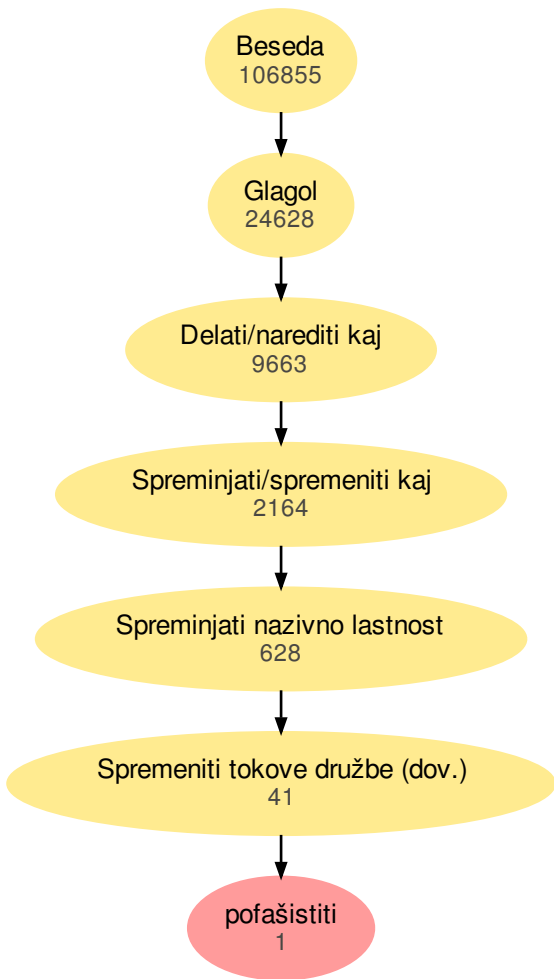 Beseda
106855
Glagol
24628
Delati/narediti kaj
9663
Spreminjati/spremeniti kaj
2164
Spreminjati nazivno lastnost
628
Spremeniti tokove družbe (dov.)
41
pofašistiti
1